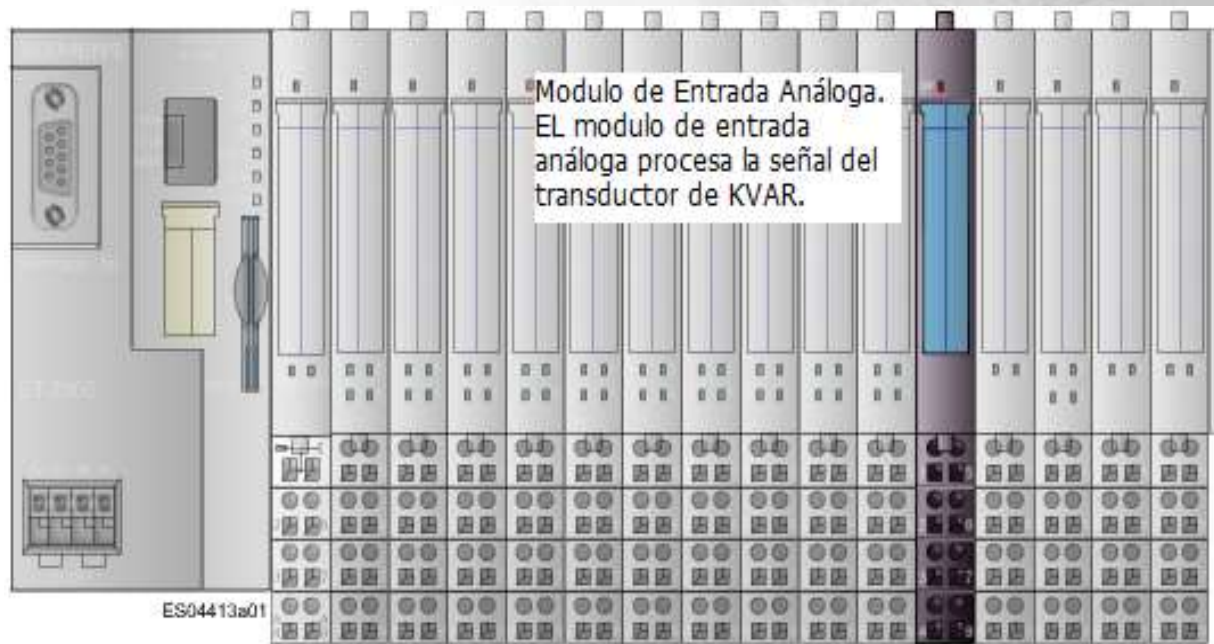 Modulo de Entrada Análoga.
EL modulo de entrada
análoga procesa la señal del
transductor de KVAR.
ES04413a01